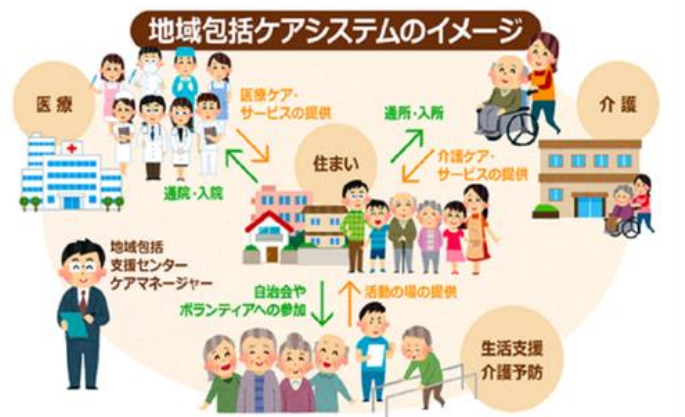 地域包括ケアシステムのイメージ
医療
医療ケア・
サービスの提供
通院・入院
住まい
通所・入所
介護ケア・
サービスの提供
介護
地域包括
支援センター
ケアマネージャー
自治会や
ボランティアへの参加
活動の場の提供
生活支援
介護予防